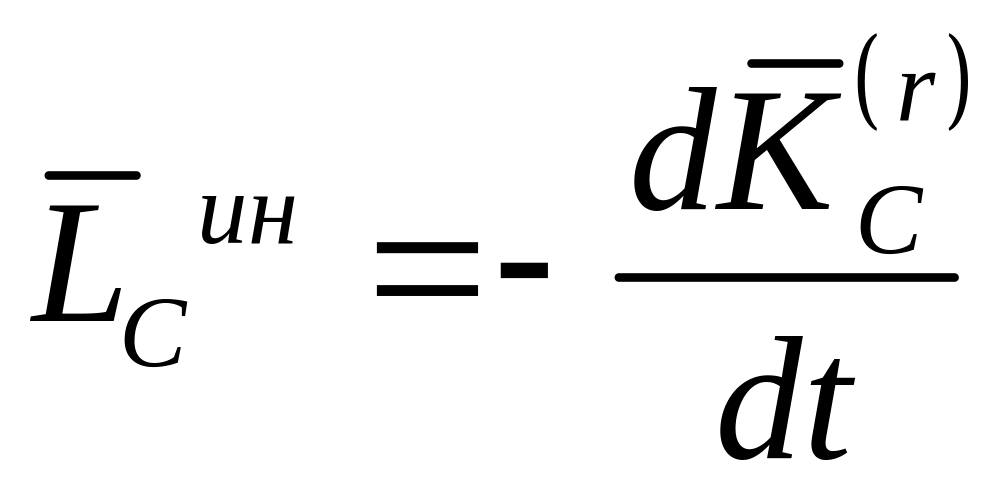 L̅_C^{ин} = - dK̅_C^{(r)} / dt